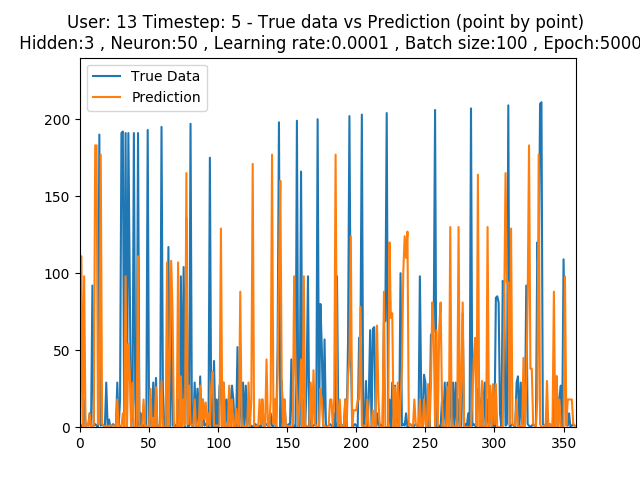 User: 13 Timestep: 5 - True data vs Prediction (point by point)
Hidden:3 , Neuron:50 , Learning rate:0.0001 , Batch size:100 , Epoch:5000
True Data
Prediction
200
150
100
50
0
0 50 100 150 200 250 300 350